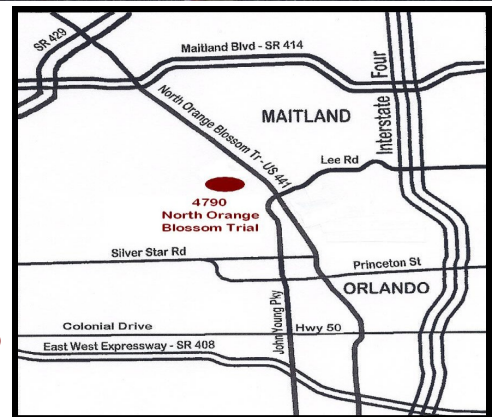 SR 429
Maitland Blvd - SR 414
Interstate Four
North Orange Blossom Tr - US 441
MAITLAND
Lee Rd
4790
North Orange
Blossom Trial
Silver Star Rd
Princeton St
ORLANDO
John Young Pky
Colonial Drive
Hwy 50
East West Expressway - SR 408